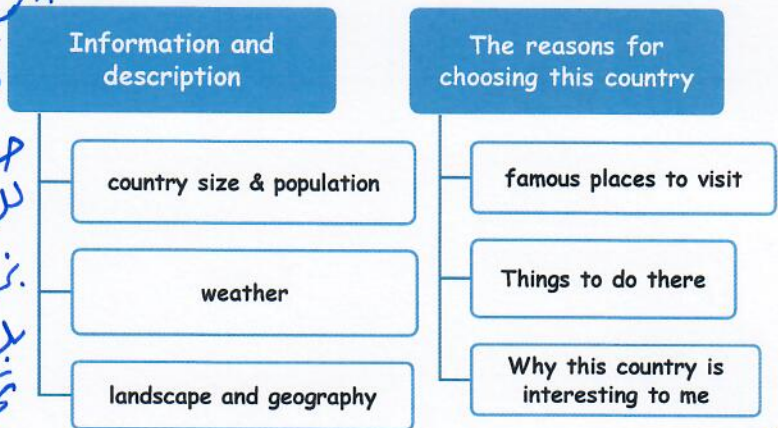 Information and
description
country size & population
weather
landscape and geography
The reasons for
choosing this country
famous places to visit
Things to do there
Why this country is
interesting to me